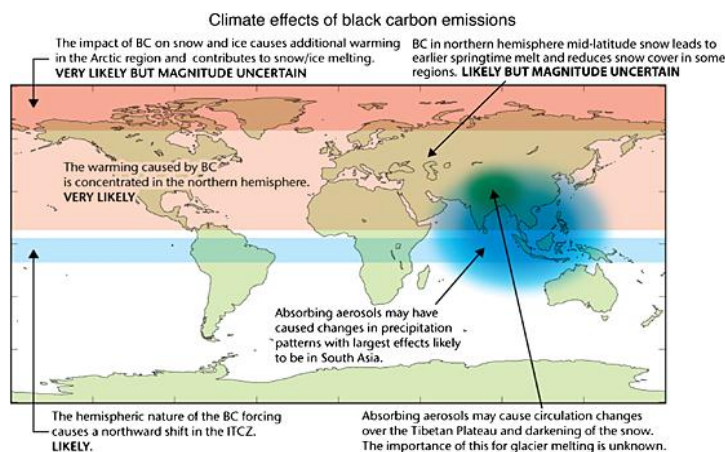 Climate effects of black carbon emissions
The impact of BC on snow and ice causes additional warming
in the Arctic region and contributes to snow/ice melting.
VERY LIKELY BUT MAGNITUDE UNCERTAIN
BC in northern hemisphere mid-latitude snow leads to
earlier springtime melt and reduces snow cover in some
regions. LIKELY BUT MAGNITUDE UNCERTAIN
The warming caused by BC
is concentrated in the northern hemisphere.
VERY LIKELY
Absorbing aerosols may have
caused changes in precipitation
patterns with largest effects likely
to be in South Asia.
The hemispheric nature of the BC forcing
causes a northward shift in the ITCZ.
LIKELY.
Absorbing aerosols may cause circulation changes
over the Tibetan Plateau and darkening of the snow.
The importance of this for glacier melting is unknown.